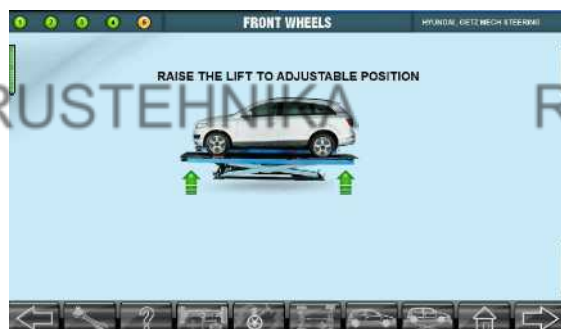 1 2 3 4 5
FRONT WHEELS
HYUNDAI, GETZ MECH STEERING
RAISE THE LIFT TO ADJUSTABLE POSITION
RUSTEHNIKA R
?